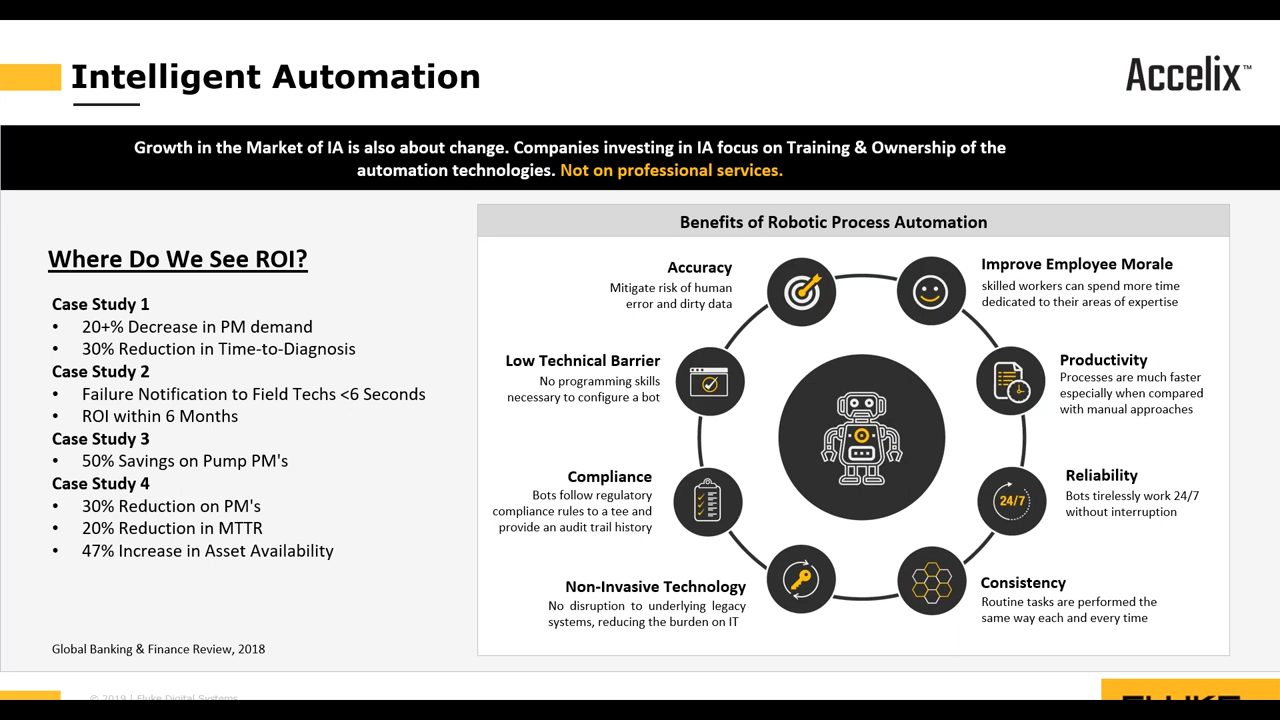 Intelligent Automation
Accelix™
Growth in the Market of IA is also about change. Companies investing in IA focus on Training & Ownership of the
automation technologies. Not on professional services.
Where Do We See ROI?
Case Study 1
• 20+% Decrease in PM demand
• 30% Reduction in Time-to-Diagnosis
Case Study 2
• Failure Notification to Field Techs <6 Seconds
• ROI within 6 Months
Case Study 3
• 50% Savings on Pump PM's
Case Study 4
• 30% Reduction on PM's
• 20% Reduction in MTTR
• 47% Increase in Asset Availability
Global Banking & Finance Review, 2018
Benefits of Robotic Process Automation
Accuracy
Mitigate risk of human
error and dirty data
Low Technical Barrier
No programming skills
necessary to configure a bot
Compliance
Bots follow regulatory
compliance rules to a tee and
provide an audit trail history
Non-Invasive Technology
No disruption to underlying legacy
systems, reducing the burden on IT
Improve Employee Morale
skilled workers can spend more time
dedicated to their areas of expertise
Productivity
Processes are much faster
especially when compared
with manual approaches
24/7
Reliability
Bots tirelessly work 24/7
without interruption
Consistency
Routine tasks are performed the
same way each and every time
© 2019 | Fluke Digital Systems
FLUKE